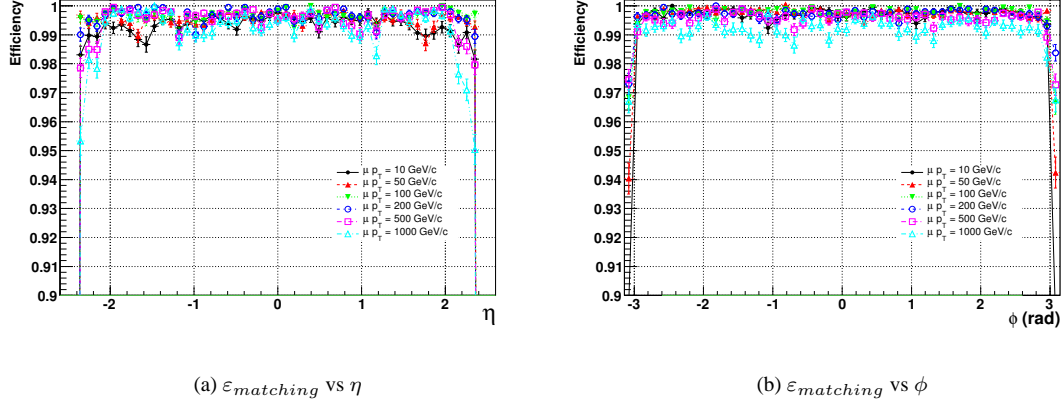 Efficiency
1
0.99
0.98
0.97
0.96
0.95
0.94
0.93
0.92
0.91
0.9
μ p_T = 10 GeV/c
μ p_T = 50 GeV/c
μ p_T = 100 GeV/c
μ p_T = 200 GeV/c
μ p_T = 500 GeV/c
μ p_T = 1000 GeV/c
-2 -1 0 1 2
η
(a) ε_matching vs η
Efficiency
1
0.99
0.98
0.97
0.96
0.95
0.94
0.93
0.92
0.91
0.9
μ p_T = 10 GeV/c
μ p_T = 50 GeV/c
μ p_T = 100 GeV/c
μ p_T = 200 GeV/c
μ p_T = 500 GeV/c
μ p_T = 1000 GeV/c
-3 -2 -1 0 1 2 3
ϕ (rad)
(b) ε_matching vs ϕ